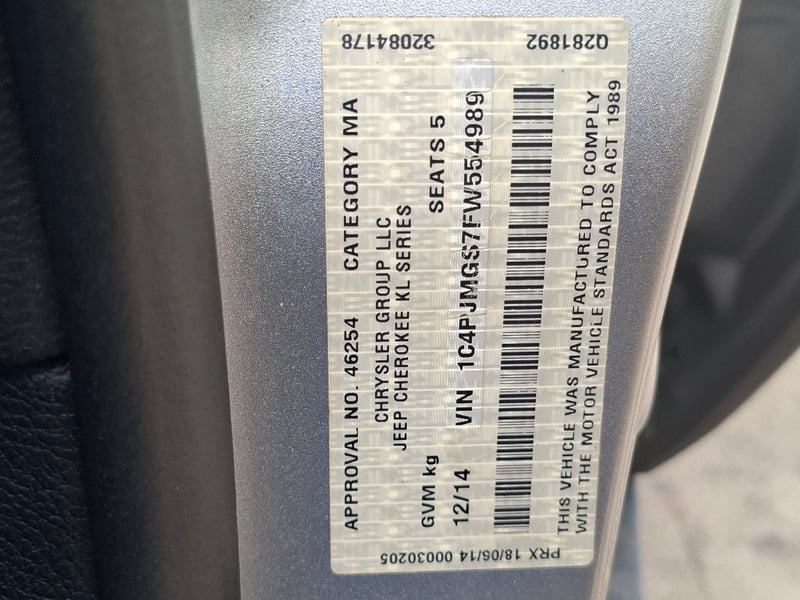 32084178
Q281892
APPROVAL NO. 46254 CATEGORY MA
CHRYSLER GROUP LLC
JEEP CHEROKEE KL SERIES
GVM kg SEATS 5
12/14 VIN 1C4PJMGS7FW554989
THIS VEHICLE WAS MANUFACTURED TO COMPLY
WITH THE MOTOR VEHICLE STANDARDS ACT 1989
PRX 18/06/14 00030205